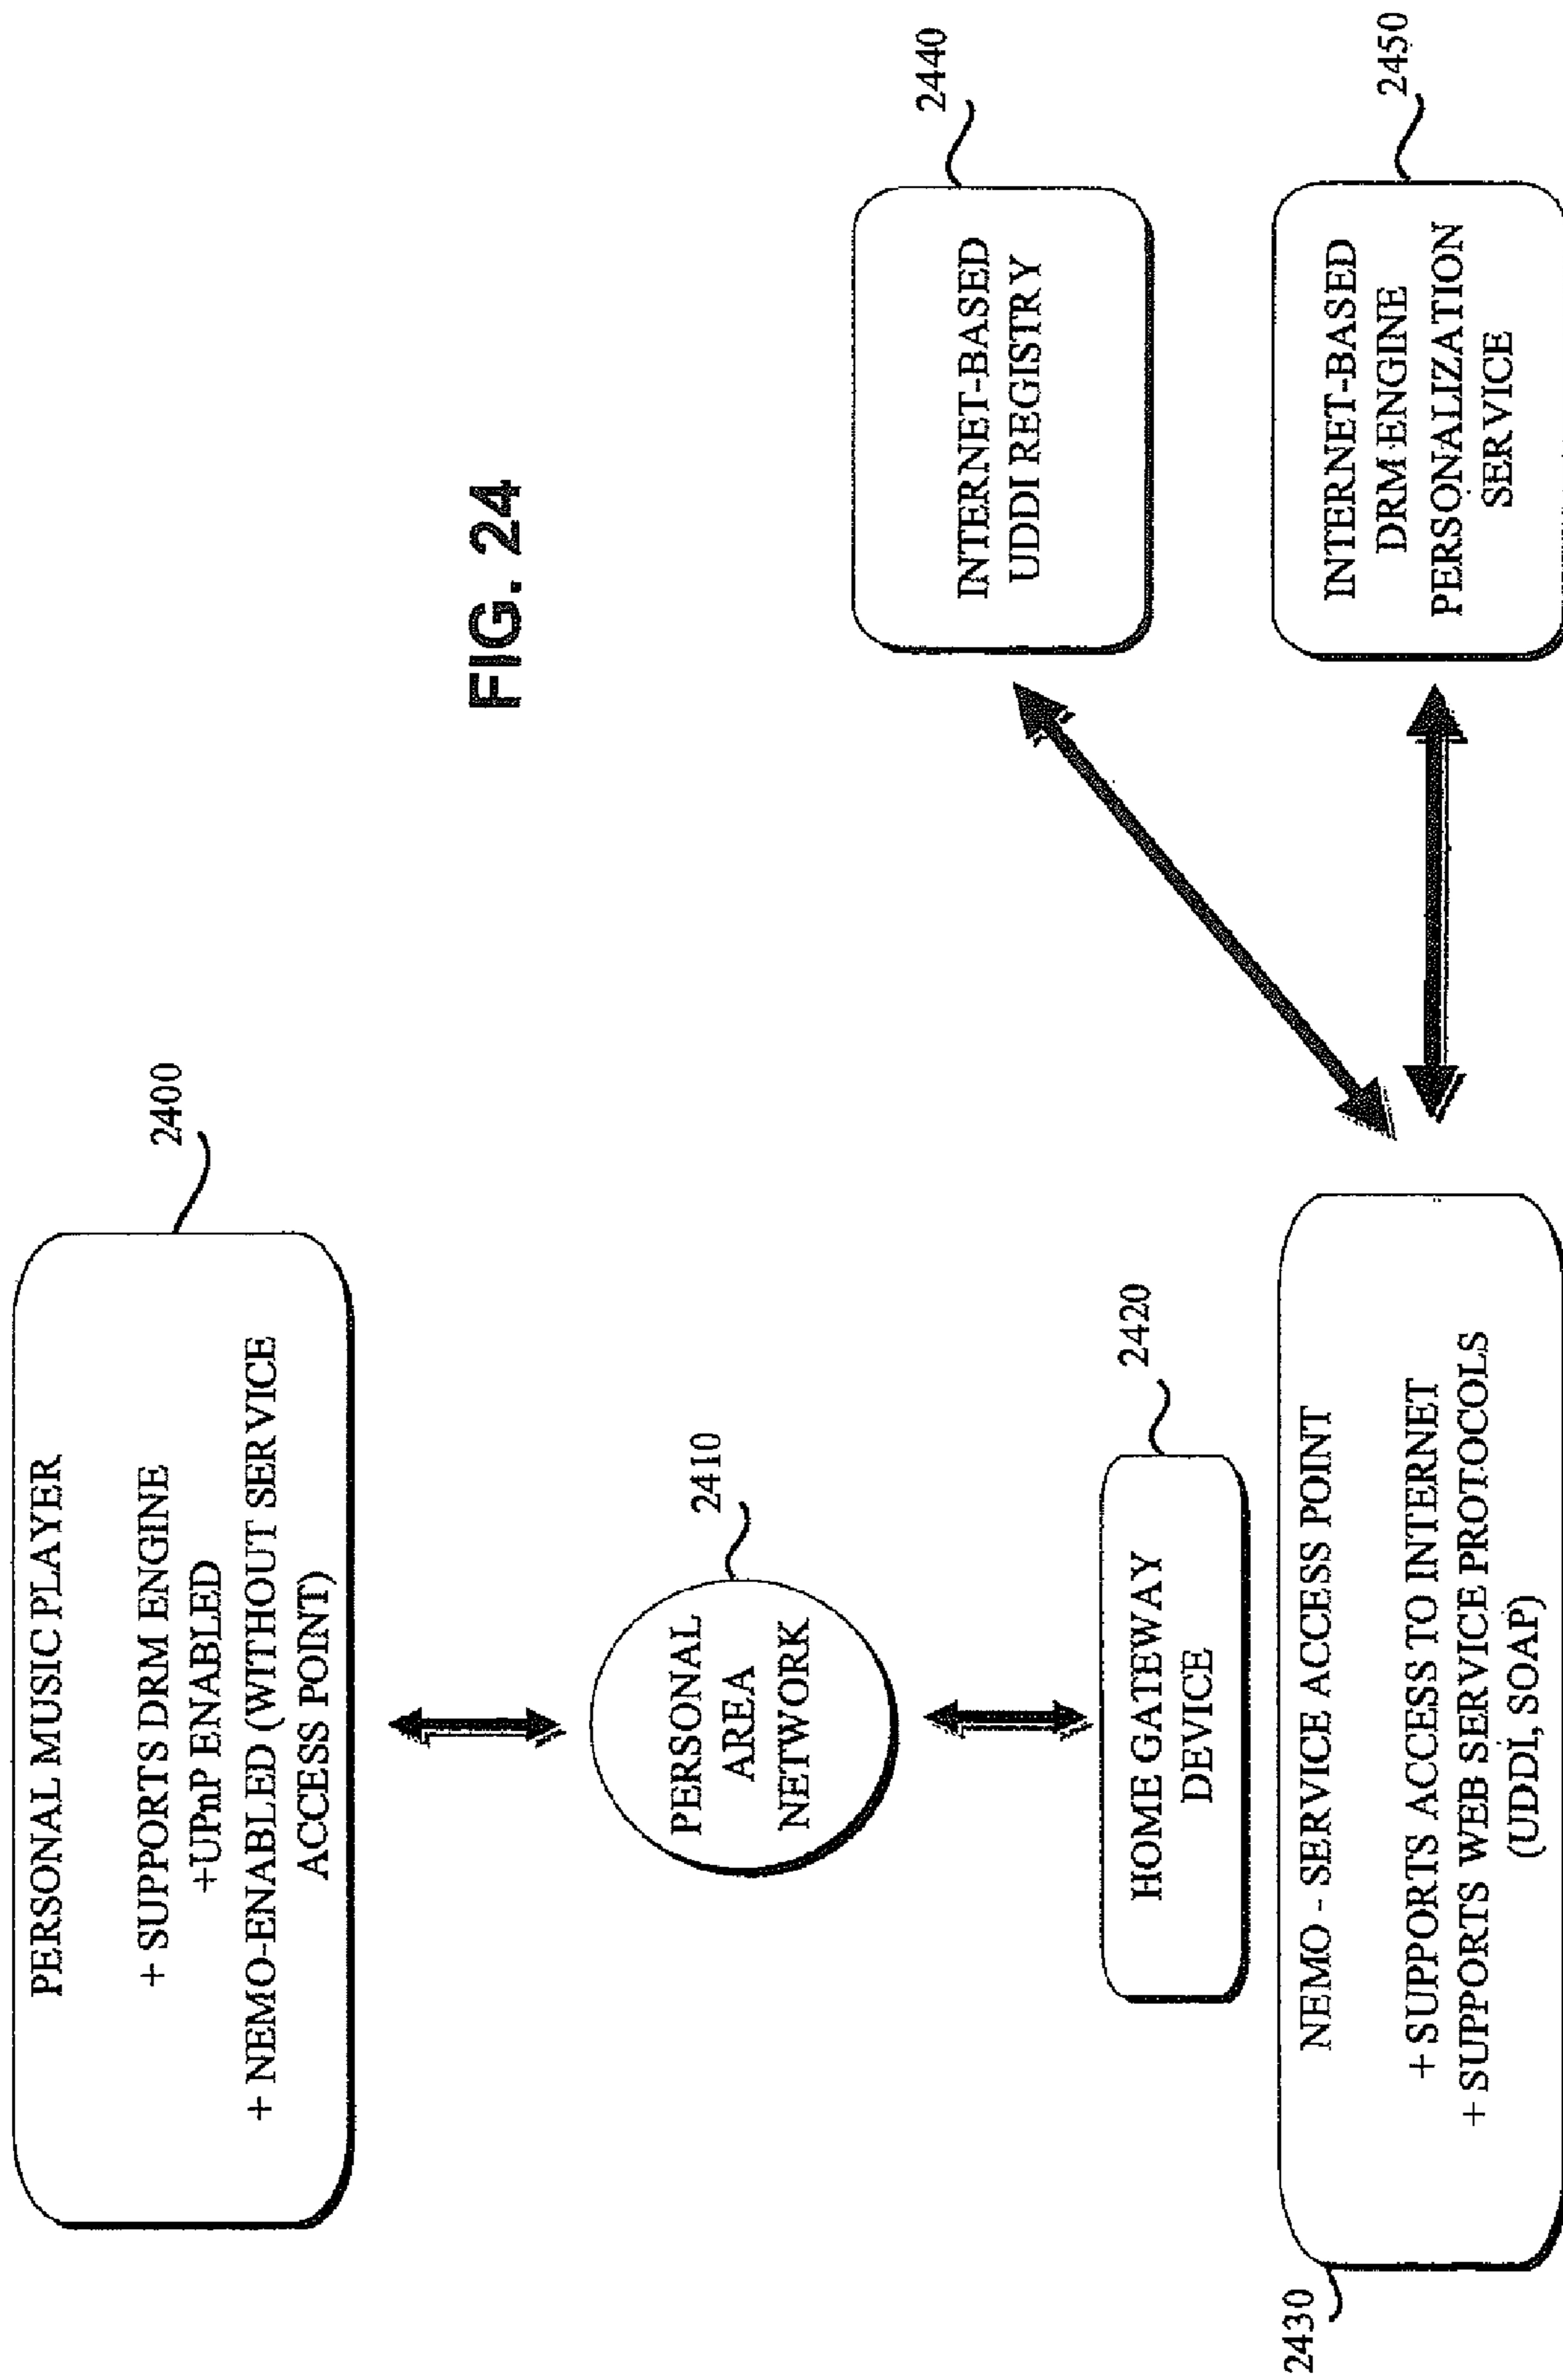 PERSONAL MUSIC PLAYER
+ SUPPORTS DRM ENGINE
+UPnP ENABLED
+ NEMO-ENABLED (WITHOUT SERVICE
ACCESS POINT)
2400
FIG. 24
PERSONAL
AREA
NETWORK
2410
HOME GATEWAY
DEVICE
2420
NEMO - SERVICE ACCESS POINT
+ SUPPORTS ACCESS TO INTERNET
+ SUPPORTS WEB SERVICE PROTOCOLS
(UDDI, SOAP)
2430
INTERNET-BASED
UDDI REGISTRY
2440
INTERNET-BASED
DRM ENGINE
PERSONALIZATION
SERVICE
2450